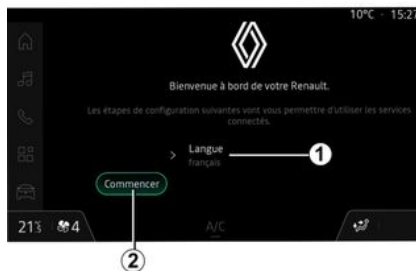 10°C 15:27
Bienvenue à bord de votre Renault.
Les étapes de configuration suivantes vont vous permettre d'utiliser les services
connectés.
Langue
français
1
Commencer
21°5 4
A/C
2